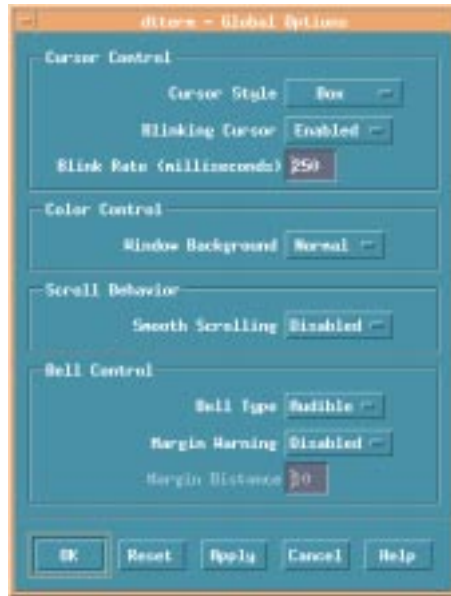 dtterm - Global Options
Cursor Control
Cursor Style Box
Blinking Cursor Enabled
Blink Rate (milliseconds) 250
Color Control
Window Background Normal
Scroll Behavior
Smooth Scrolling Disabled
Bell Control
Bell Type Audible
Margin Warning Disabled
Margin Distance 10
OK Reset Apply Cancel Help